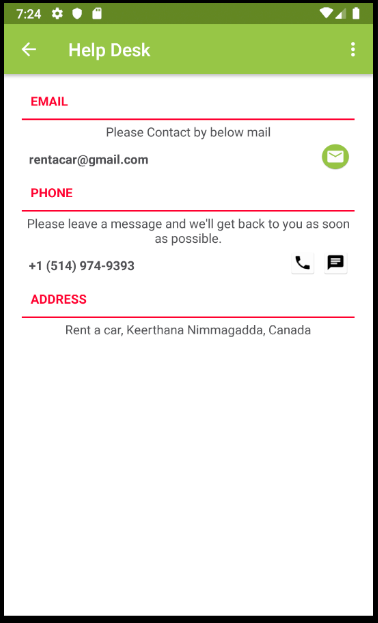 7:24
Help Desk
EMAIL
Please Contact by below mail
rentacar@gmail.com
PHONE
Please leave a message and we'll get back to you as soon
as possible.
+1 (514) 974-9393
ADDRESS
Rent a car, Keerthana Nimmagadda, Canada